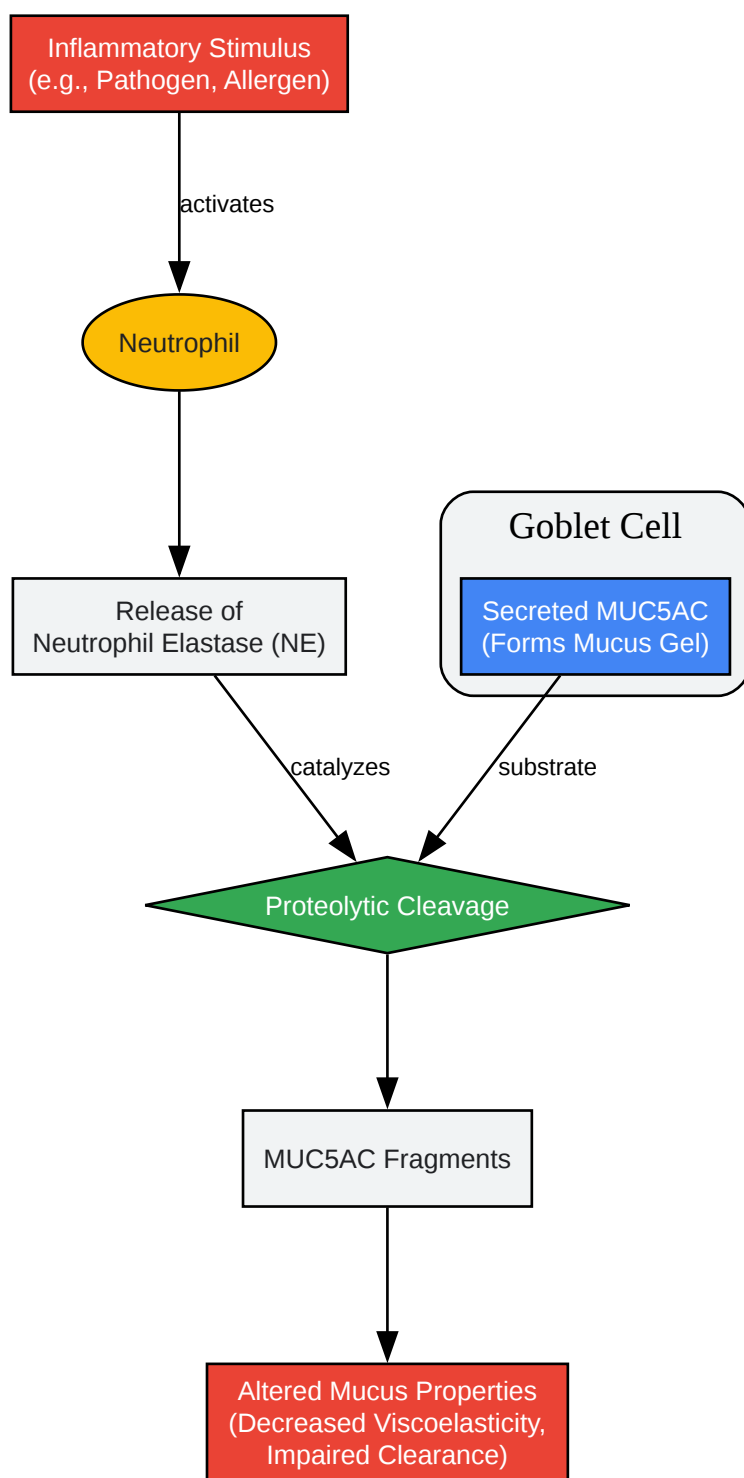 Inflammatory Stimulus
(e.g., Pathogen, Allergen)
activates
Neutrophil
Release of
Neutrophil Elastase (NE)
Goblet Cell
Secreted MUC5AC
(Forms Mucus Gel)
catalyzes
substrate
Proteolytic Cleavage
MUC5AC Fragments
Altered Mucus Properties
(Decreased Viscoelasticity,
Impaired Clearance)